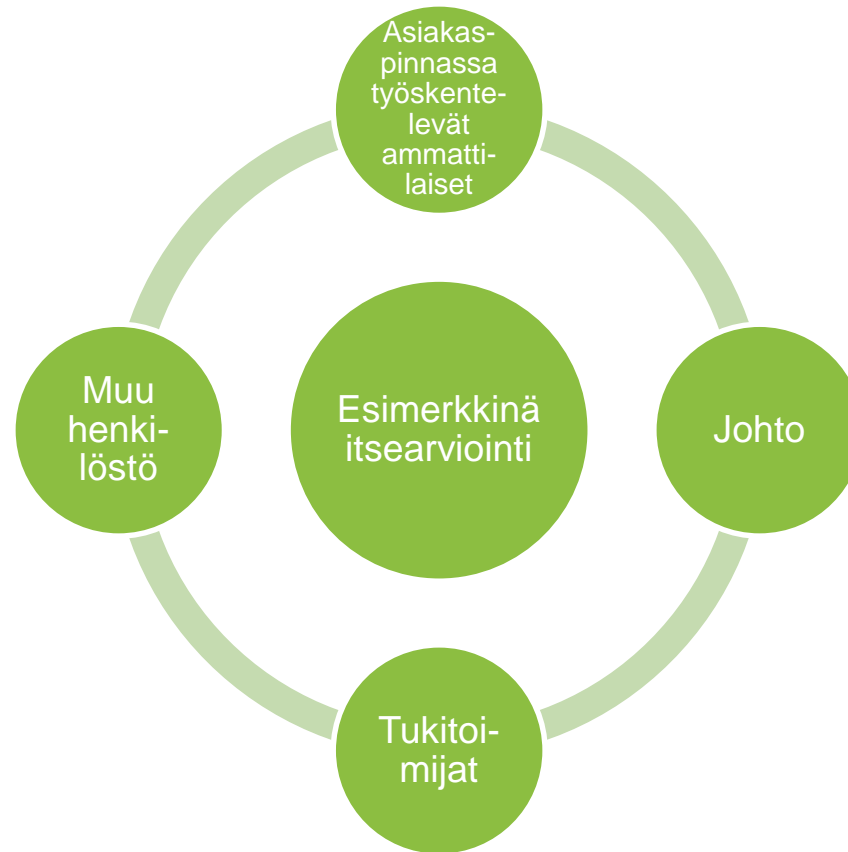 Asiakas-
pinnassa
työskente-
levät
ammatti-
laiset
Muu
henki-
löstö
Esimerkkinä
itsearviointi
Johto
Tukitoi-
mijat